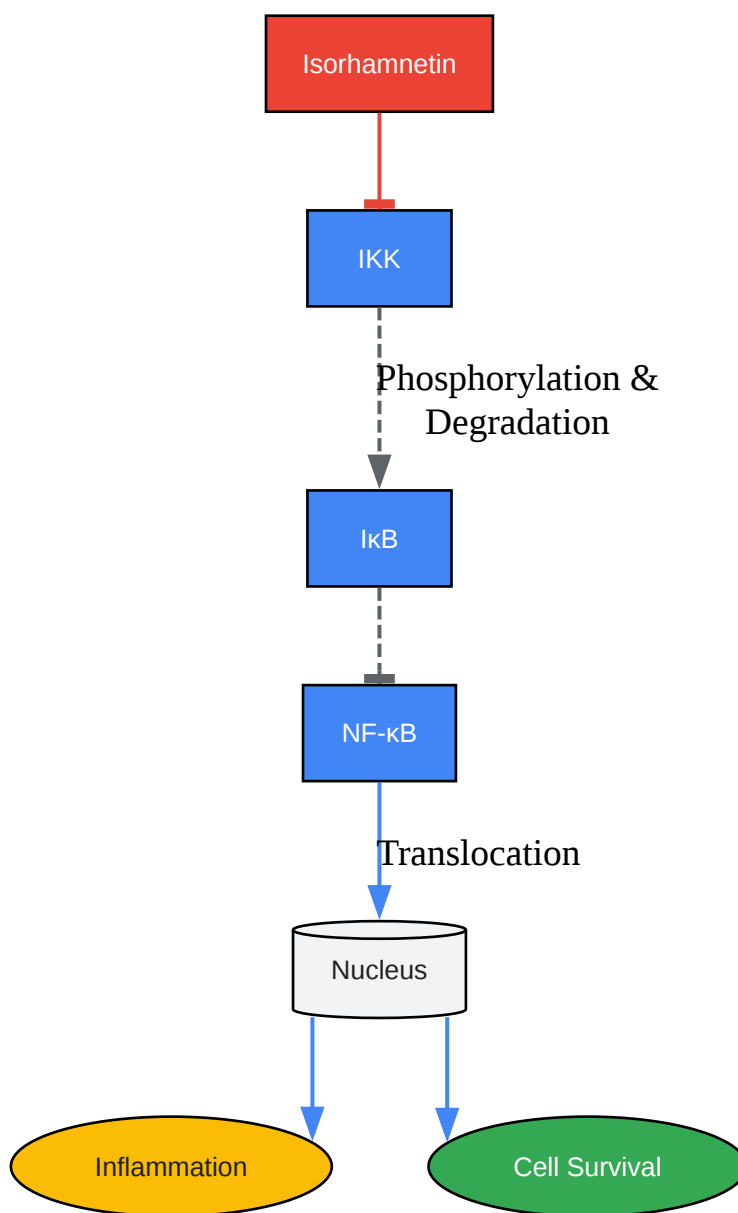 Isorhamnetin
IKK
Phosphorylation &
Degradation
IκB
NF-κB
Translocation
Nucleus
Inflammation
Cell Survival